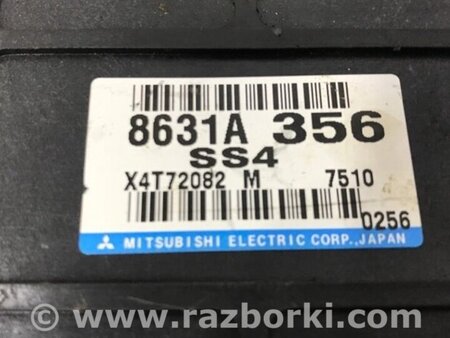 8631A 356
SS4
X4T72082 M 7510
0256
MITSUBISHI ELECTRIC CORP.,JAPAN
© www.razborki.com